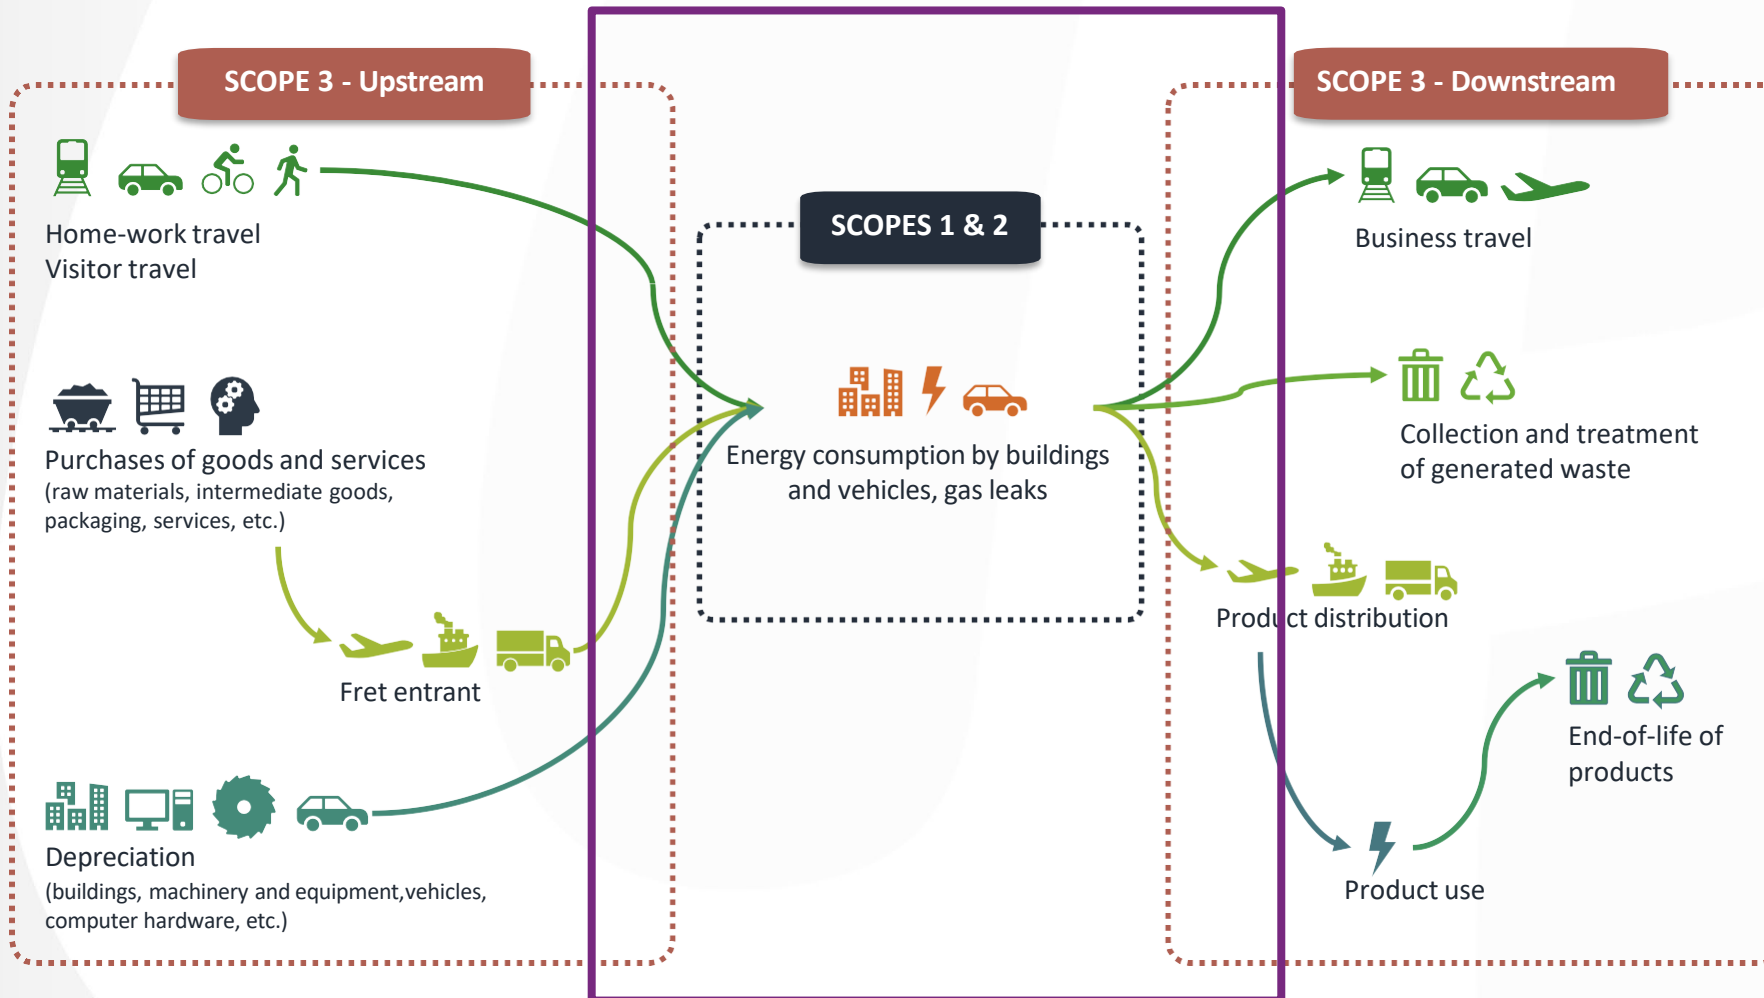 SCOPE 3 - Upstream
Home-work travel
Visitor travel
Purchases of goods and services
(raw materials, intermediate goods,
packaging, services, etc.)
Fret entrant
Depreciation
(buildings, machinery and equipment,vehicles,
computer hardware, etc.)
SCOPES 1 & 2
Energy consumption by buildings
and vehicles, gas leaks
SCOPE 3 - Downstream
Business travel
Collection and treatment
of generated waste
Product distribution
End-of-life of
products
Product use